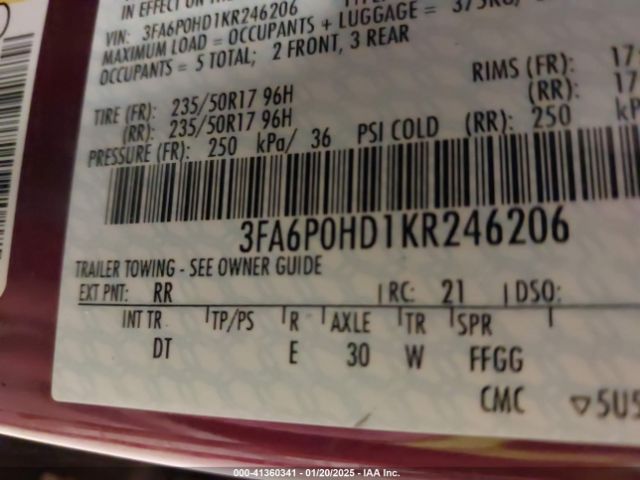 IN EFFECT ON THE
VIN: 3FA6P0HD1KR246206
MAXIMUM LOAD = OCCUPANTS + LUGGAGE = 375KG/
OCCUPANTS = 5 TOTAL; 2 FRONT, 3 REAR
TIRE (FR): 235/50R17 96H RIMS (FR):
(RR): 235/50R17 96H (RR): 17
PRESSURE (FR): 250 kPa/ 36 PSI COLD (RR): 250
3FA6P0HD1KR246206
TRAILER TOWING - SEE OWNER GUIDE
EXT PNT: RR RC: 21 DSO:
INT TR TP/PS R AXLE TR SPR
DT E 30 W FFGG
CMC
000-41360341 — 01/20/2025 — IAA Inc.